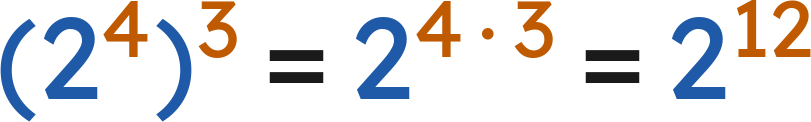 (2⁴)³ = 2⁴ ˙ ³ = 2¹²